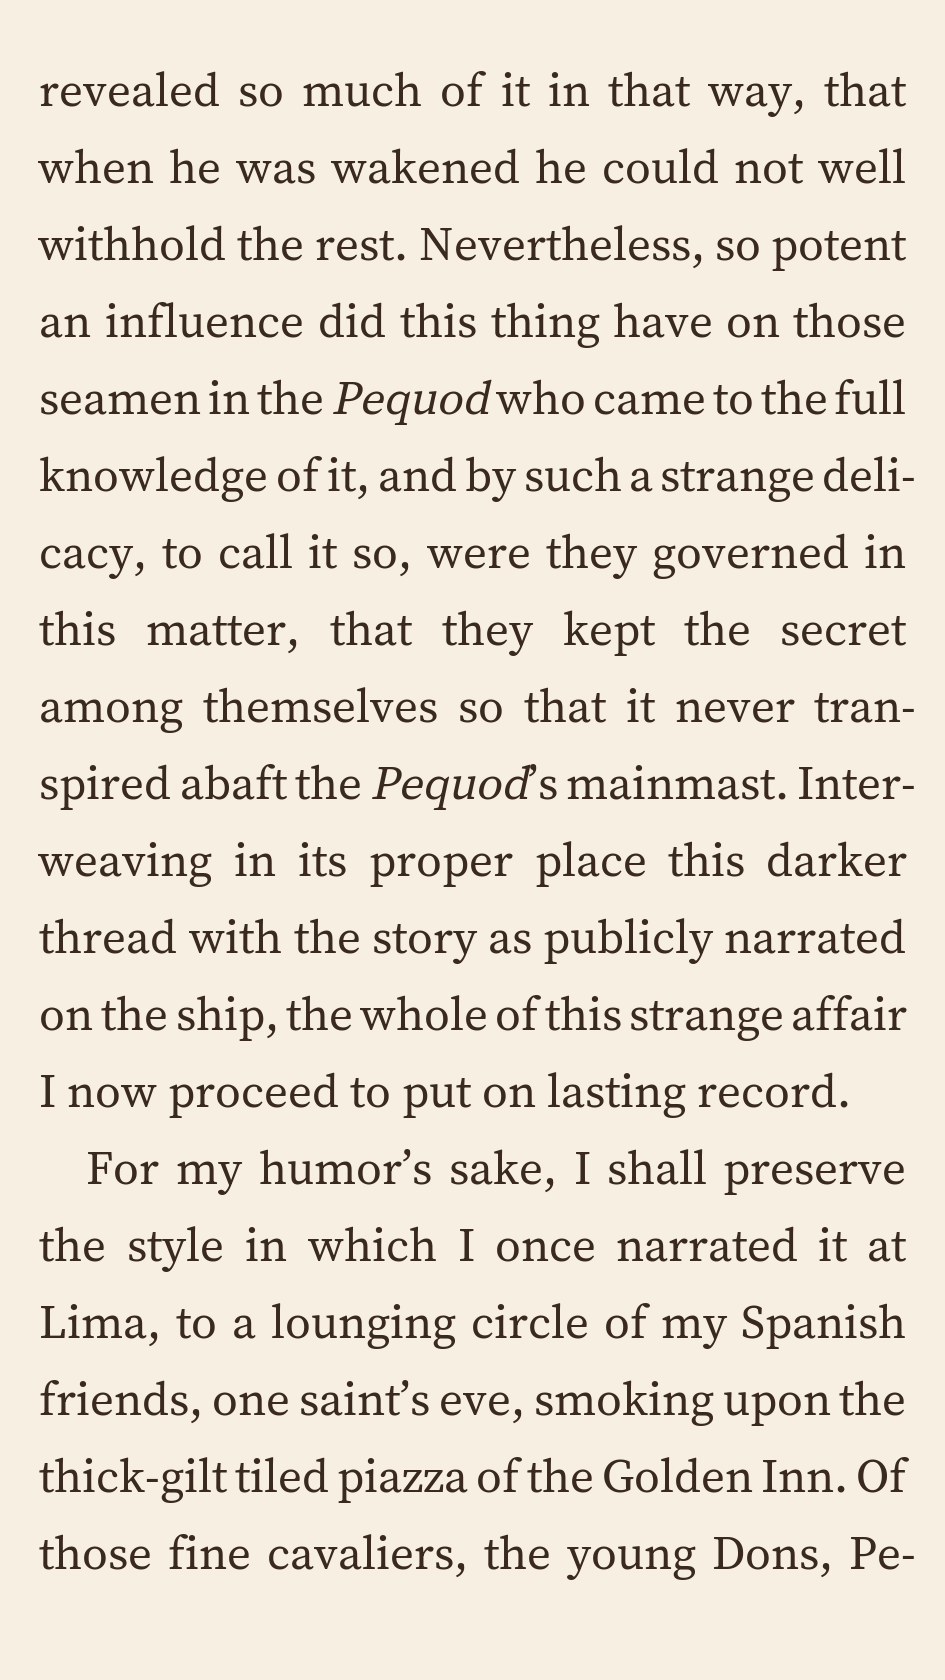 revealed so much of it in that way, that
when he was wakened he could not well
withhold the rest. Nevertheless, so potent
an influence did this thing have on those
seamen in the Pequod who came to the full
knowledge of it, and by such a strange deli-
cacy, to call it so, were they governed in
this matter, that they kept the secret
among themselves so that it never tran-
spired abaft the Pequod’s mainmast. Inter-
weaving in its proper place this darker
thread with the story as publicly narrated
on the ship, the whole of this strange affair
I now proceed to put on lasting record.
For my humor’s sake, I shall preserve
the style in which I once narrated it at
Lima, to a lounging circle of my Spanish
friends, one saint’s eve, smoking upon the
thick-gilt tiled piazza of the Golden Inn. Of
those fine cavaliers, the young Dons, Pe-